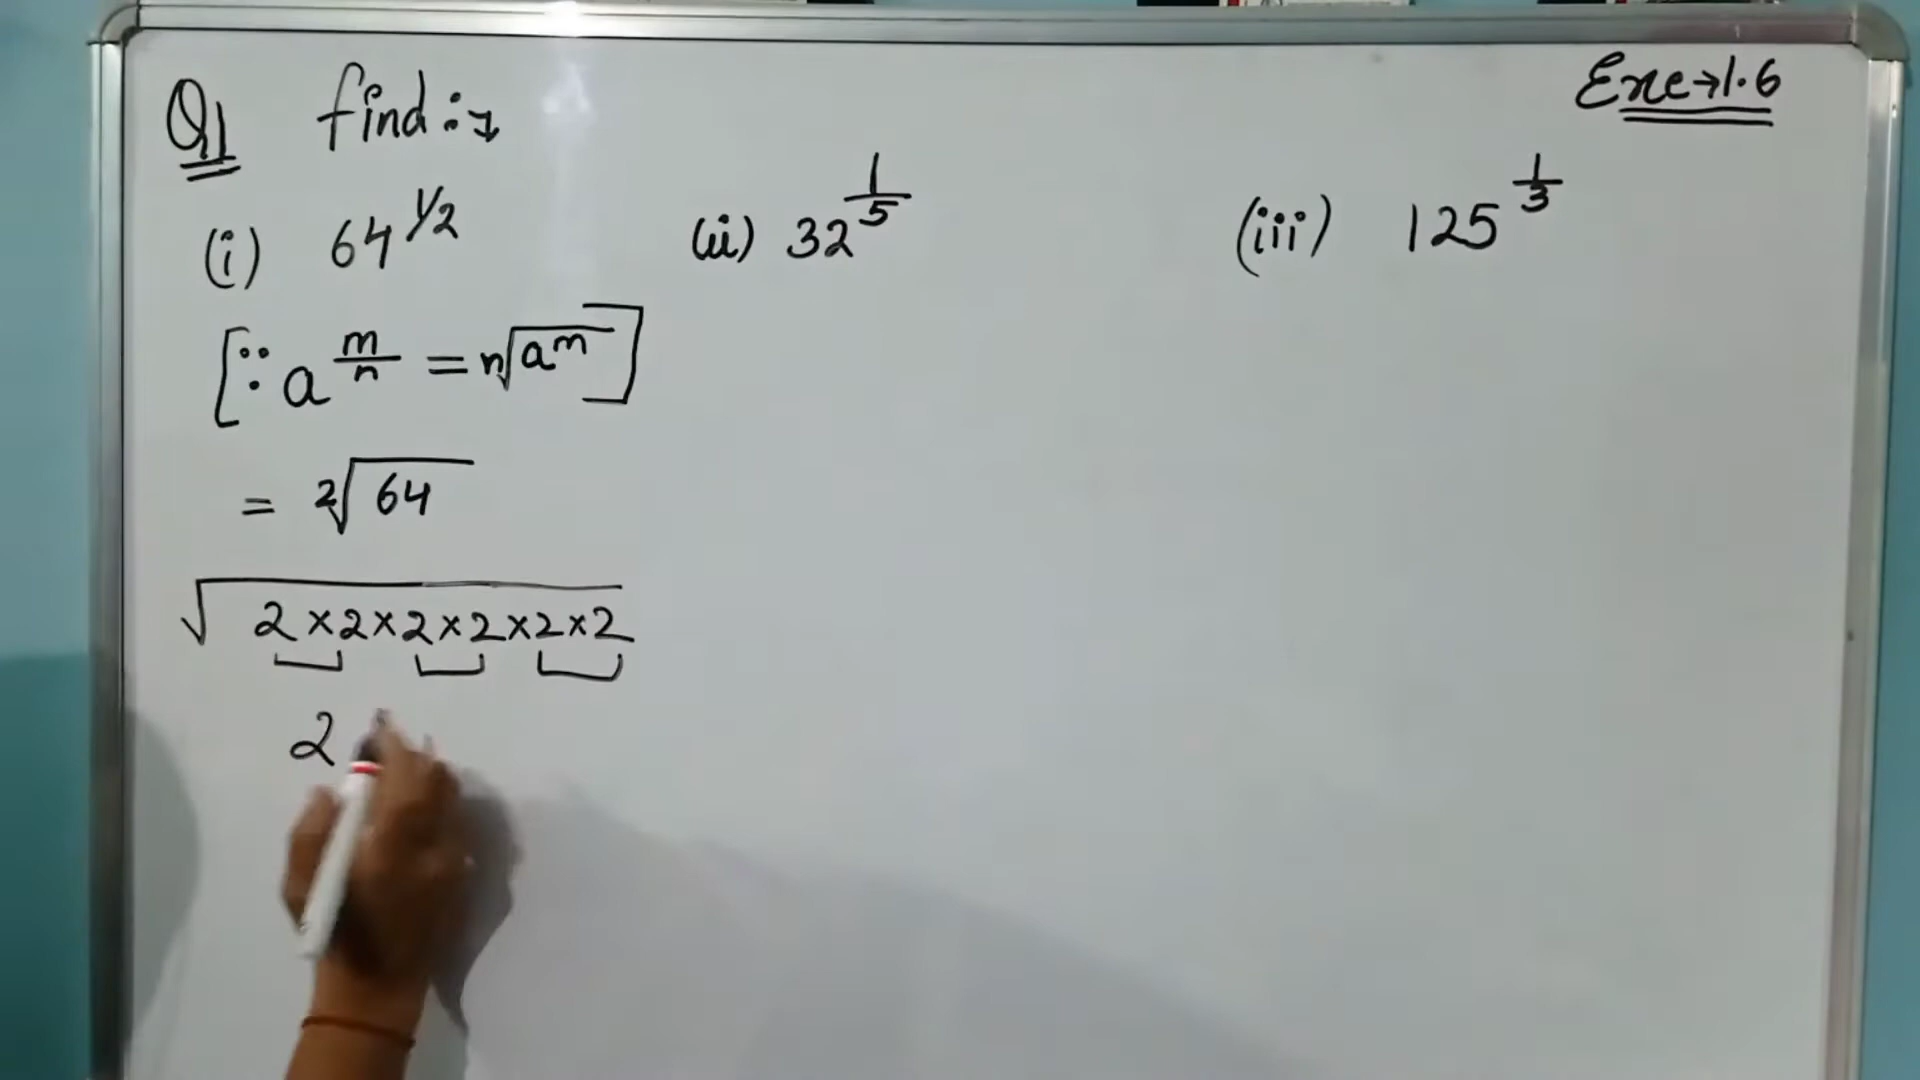 Exe→1.6
Q1 find :→
(i) 64^1/2 (ii) 32^1/5 (iii) 125^1/3
[∵ a^m/n = ⁿ√a^m]
= ²√64
√2×2×2×2×2×2
2